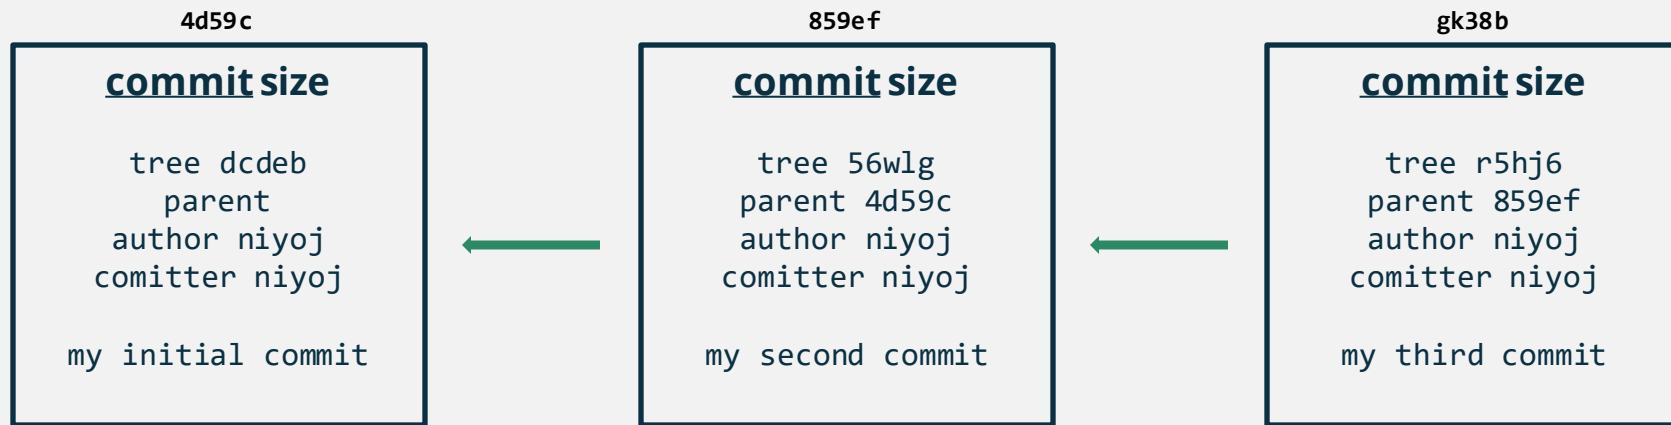 4d59c
commit size
tree dcdeb
parent
author niyoj
comitter niyoj
my initial commit
859ef
commit size
tree 56wlg
parent 4d59c
author niyoj
comitter niyoj
my second commit
gk38b
commit size
tree r5hj6
parent 859ef
author niyoj
comitter niyoj
my third commit